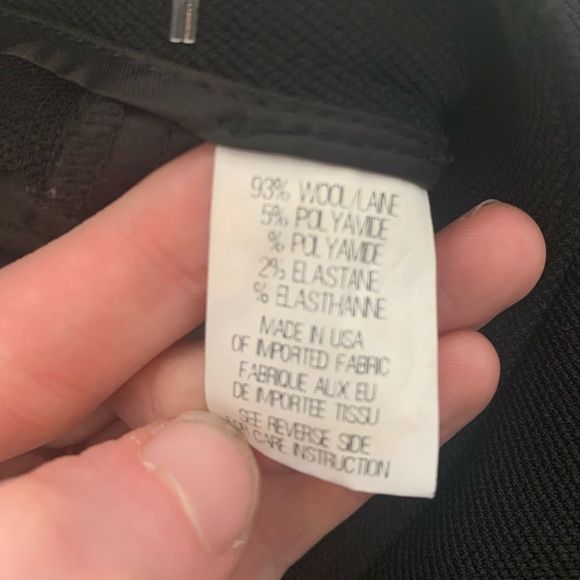 93% WOOL/LANE
5% POLYAMIDE
% POLYAMIDE
2% ELASTANE
% ELASTHANNE
MADE IN USA
OF IMPORTED FABRIC
FABRIQUE AUX EU
DE IMPORTEE TISSU
SEE REVERSE SIDE
CARE INSTRUCTION